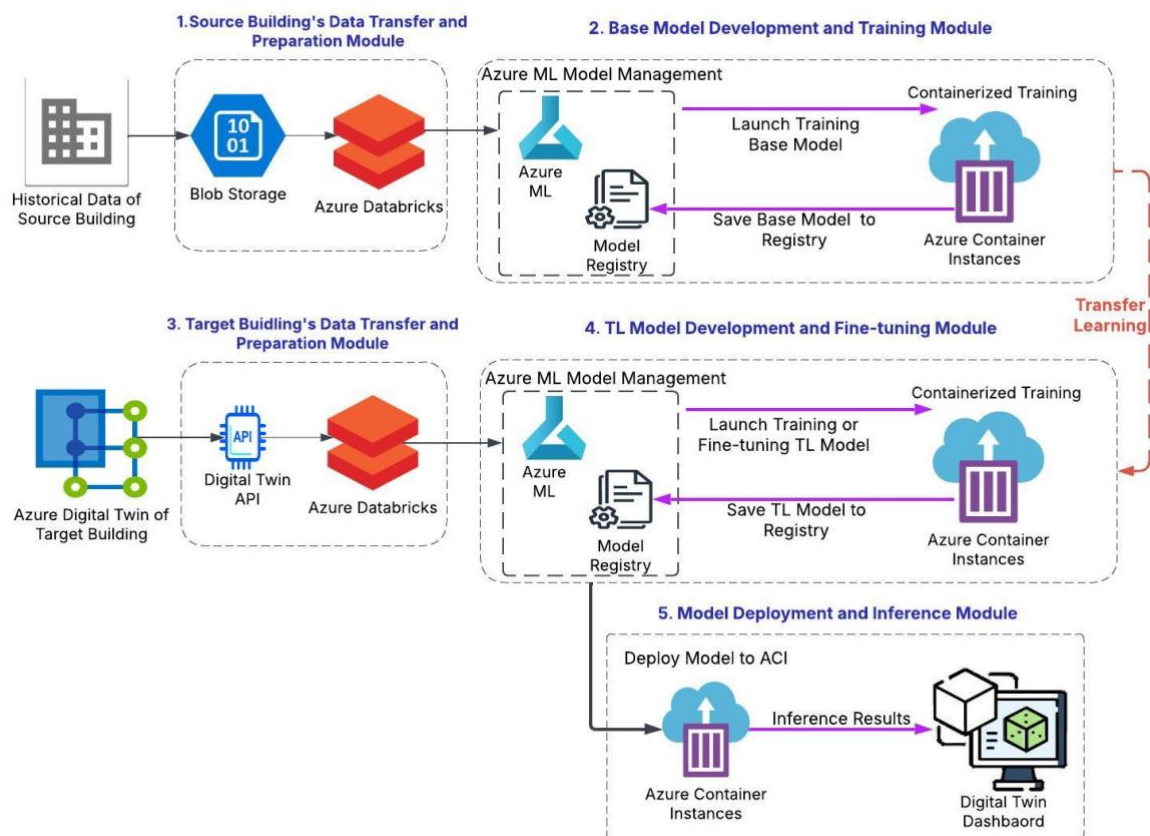 1.Source Building's Data Transfer and
Preparation Module
2. Base Model Development and Training Module
Azure ML Model Management
Containerized Training
10
01
Launch Training
Base Model
Azure
ML
Historical Data of
Source Building
Blob Storage
Azure Databricks
Save Base Model to
Registry
Model
Registry
Azure Container
Instances
Transfer
Learning
3. Target Buidling's Data Transfer and
Preparation Module
4. TL Model Development and Fine-tuning Module
Azure ML Model Management
Containerized Training
API
Launch Training or
Fine-tuning TL Model
Azure
ML
Digital Twin
API
Azure Digital Twin of
Target Building
Azure Databricks
Save TL Model to
Registry
Model
Registry
Azure Container
Instances
5. Model Deployment and Inference Module
Deploy Model to ACI
Inference Results
Azure Container
Instances
Digital Twin
Dashbaord